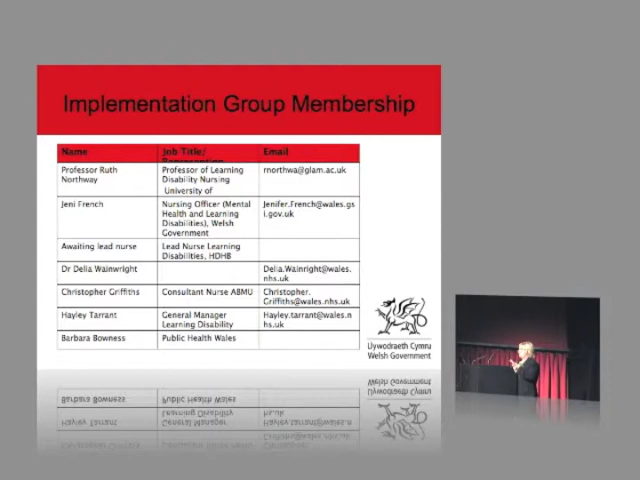 Implementation Group Membership
Name Job Title/ Email
Professor Ruth Professor of Learning rnorthwa@glam.ac.uk
Northway Disability Nursing
University of
Jeni French Nursing Officer (Mental Jenifer.French@wales.gs
Health and Learning i.gov.uk
Disabilities), Welsh
Government
Awaiting lead nurse Lead Nurse Learning
Disabilities, HDHB
Dr Delia Wainwright Delia.Wainright@wales.
nhs.uk
Christopher Griffiths Consultant Nurse ABMU Christopher.
Griffiths@wales.nhs.uk
Hayley Tarrant General Manager Hayley.tarrant@wales.n
Learning Disability hs.uk
Barbara Bowness Public Health Wales
Llywodraeth Cymru
Welsh Government